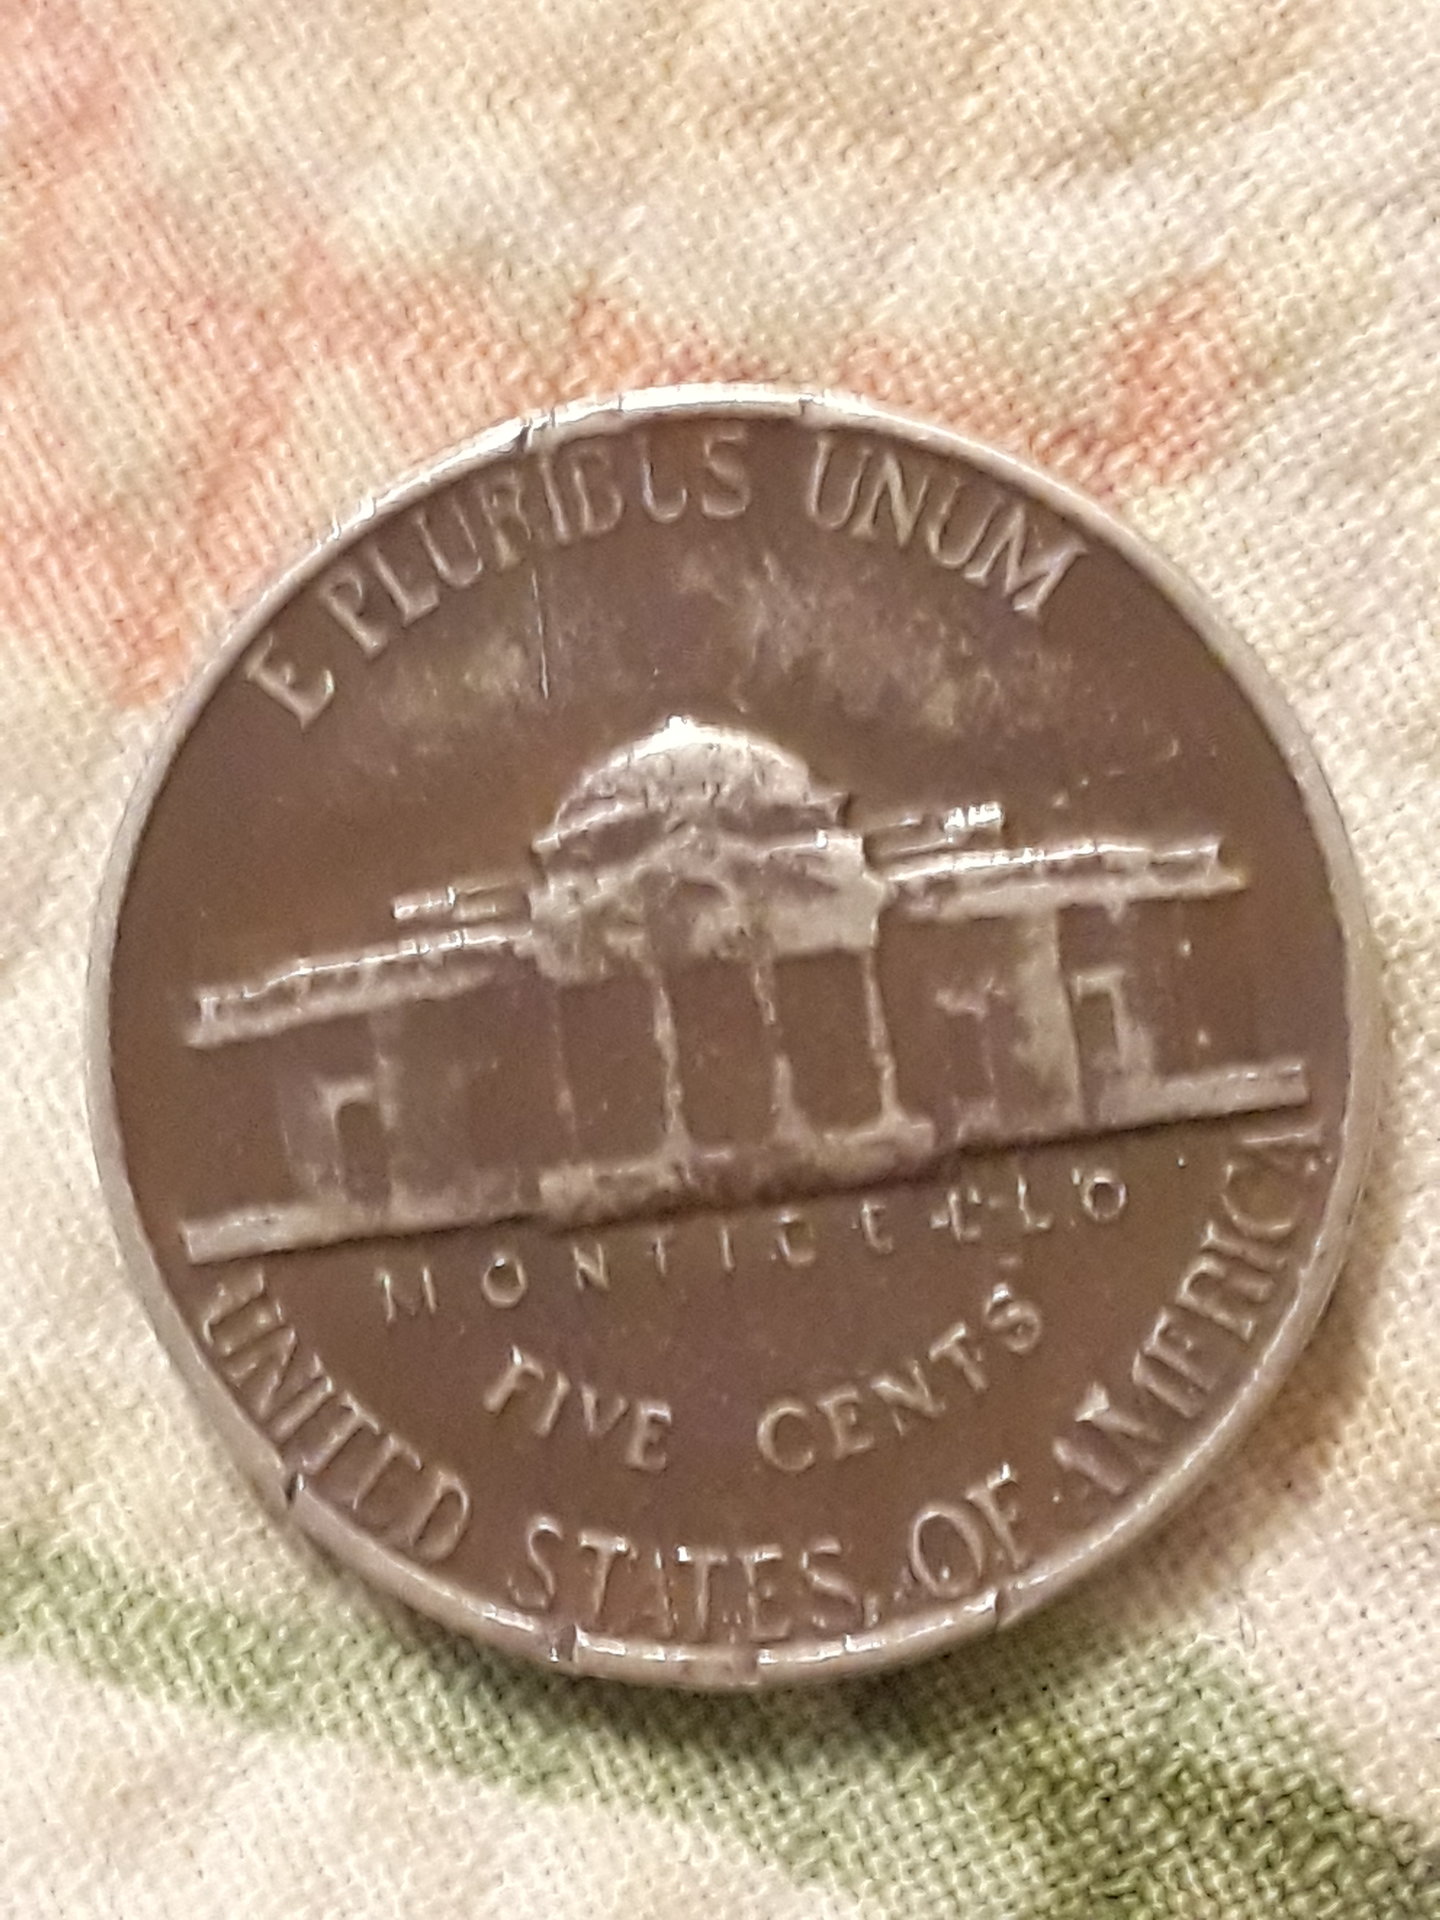 E PLURIBUS UNUM
MONTICELLO
FIVE CENTS
UNITED STATES OF AMERICA